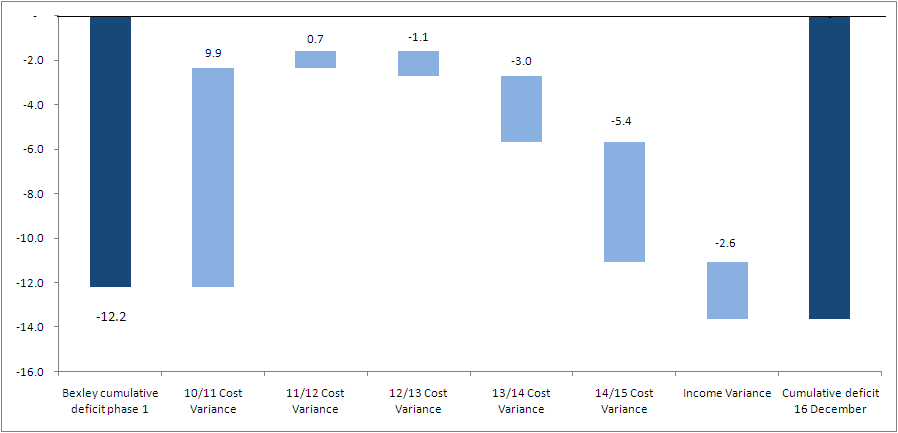 -
-2.0
-4.0
-6.0
-8.0
-10.0
-12.0
-14.0
-16.0
-12.2
9.9
0.7
-1.1
-3.0
-5.4
-2.6
Bexley cumulative
deficit phase 1
10/11 Cost
Variance
11/12 Cost
Variance
12/13 Cost
Variance
13/14 Cost
Variance
14/15 Cost
Variance
Income Variance
Cumulative deficit
16 December